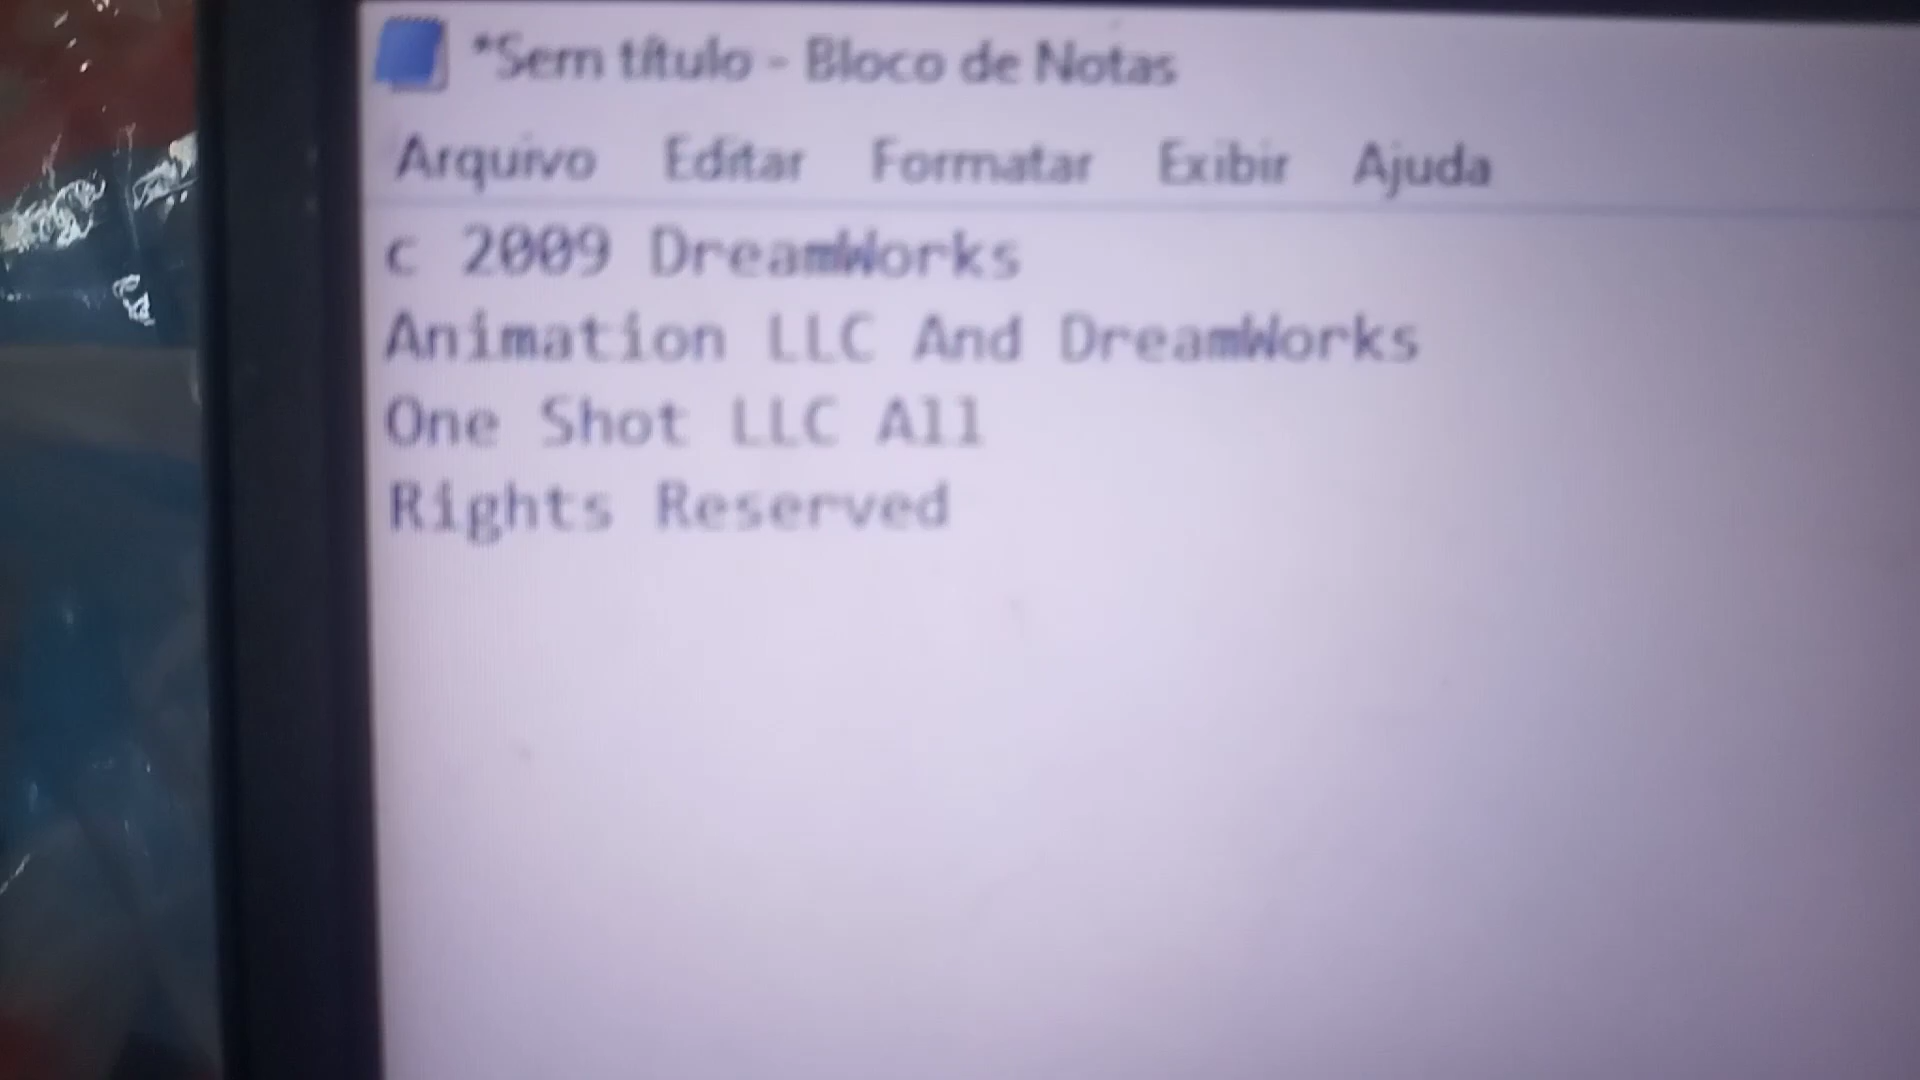 *Sem título - Bloco de Notas
Arquivo Editar Formatar Exibir Ajuda
c 2009 DreamWorks
Animation LLC And DreamWorks
One Shot LLC All
Rights Reserved